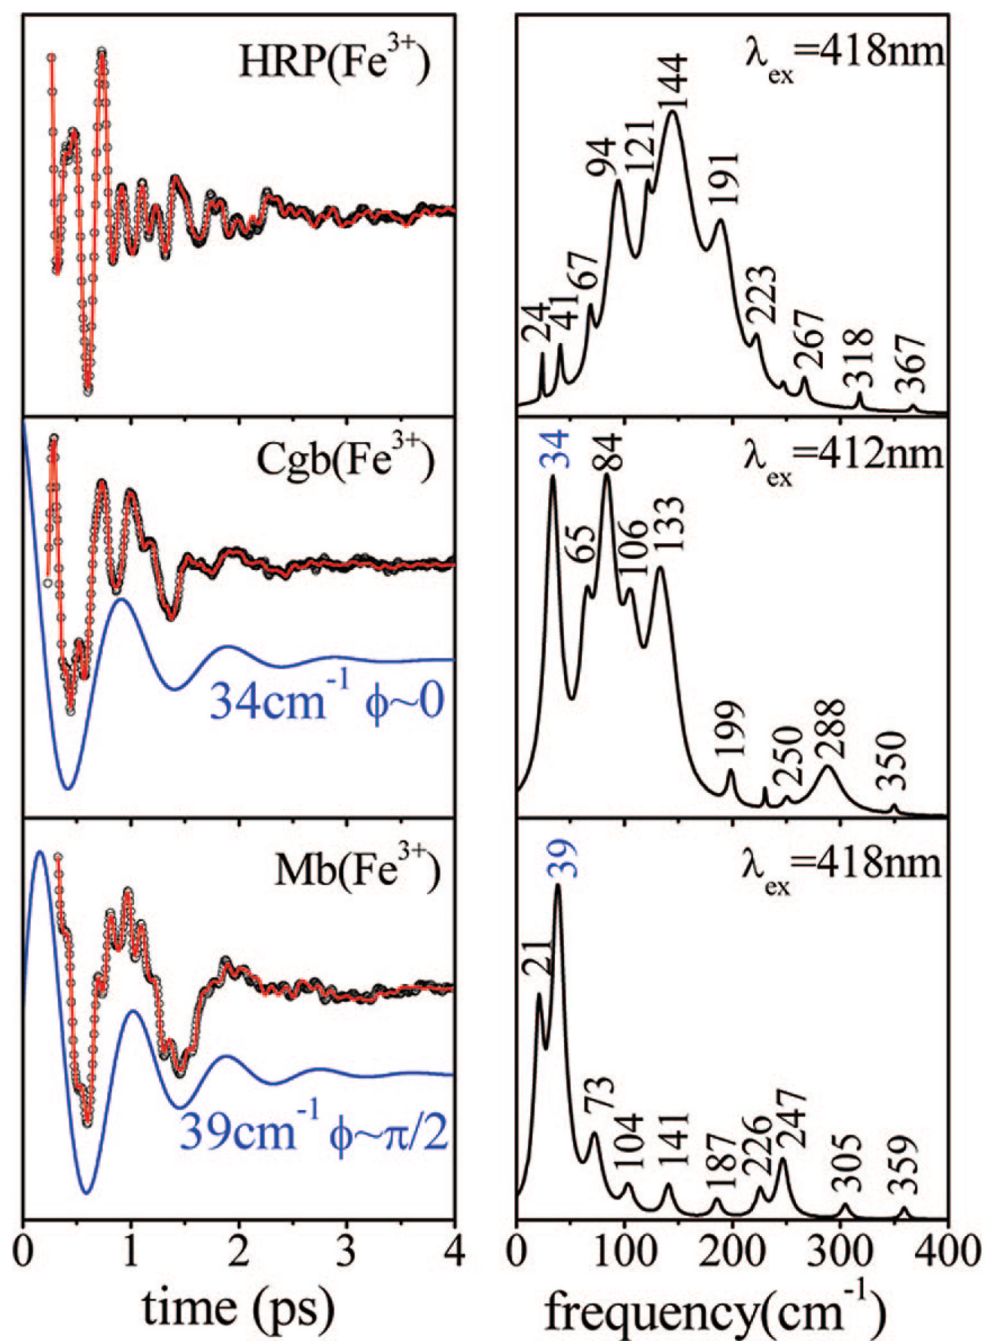 HRP(Fe³⁺)
λex=418nm
24
41
67
94
121
144
191
223
267
318
367
Cgb(Fe³⁺)
34cm⁻¹ ϕ~0
λex=412nm
34
65
84
106
133
199
250
288
350
Mb(Fe³⁺)
39cm⁻¹ ϕ~π/2
λex=418nm
21
39
73
104
141
187
226
247
305
359
0 1 2 3 4
time (ps)
0 100 200 300 400
frequency(cm⁻¹)